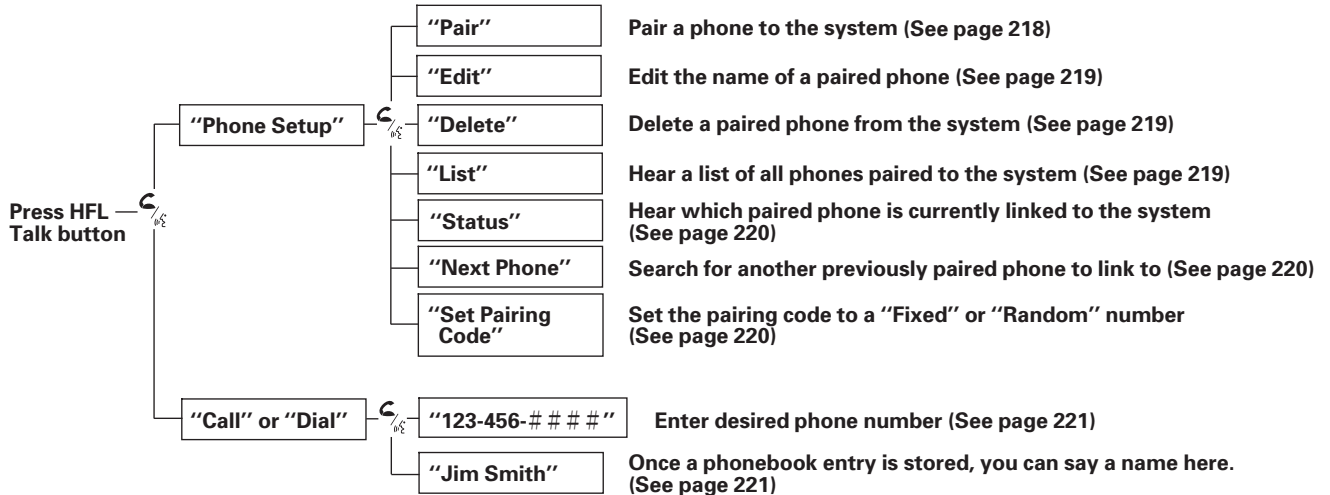 "Pair" Pair a phone to the system (See page 218)
"Edit" Edit the name of a paired phone (See page 219)
"Phone Setup" "Delete" Delete a paired phone from the system (See page 219)
"List" Hear a list of all phones paired to the system (See page 219)
Press HFL
Talk button
"Status" Hear which paired phone is currently linked to the system
(See page 220)
"Next Phone" Search for another previously paired phone to link to (See page 220)
"Set Pairing
Code"
Set the pairing code to a "Fixed" or "Random" number
(See page 220)
"Call" or "Dial" "123-456-####" Enter desired phone number (See page 221)
"Jim Smith" Once a phonebook entry is stored, you can say a name here.
(See page 221)